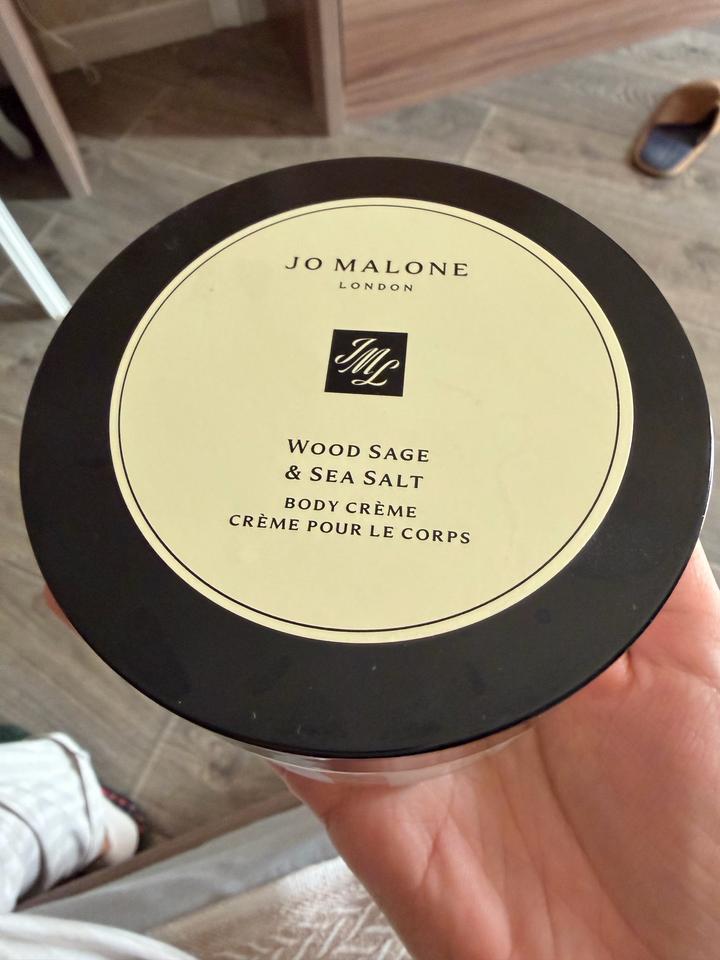 JO MALONE
LONDON
JML
WOOD SAGE
& SEA SALT
BODY CRÈME
CRÈME POUR LE CORPS